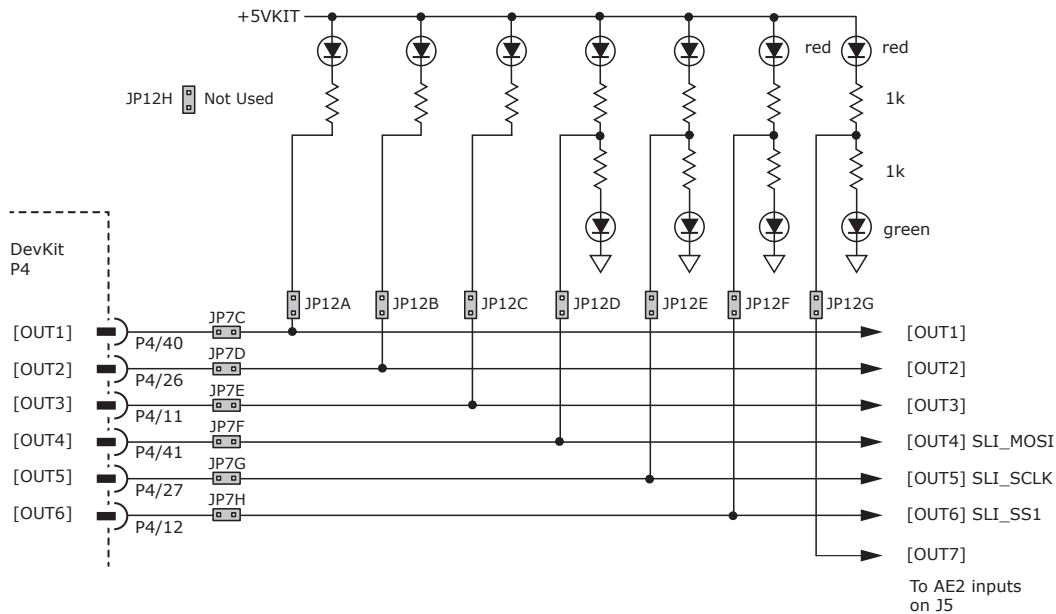 +5VKIT
red
red
JP12H
Not Used
1k
1k
green
DevKit
P4
JP12A
JP12B
JP12C
JP12D
JP12E
JP12F
JP12G
[OUT1]
P4/40
JP7C
[OUT1]
[OUT2]
P4/26
JP7D
[OUT2]
[OUT3]
P4/11
JP7E
[OUT3]
[OUT4]
P4/41
JP7F
[OUT4] SLI_MOSI
[OUT5]
P4/27
JP7G
[OUT5] SLI_SCLK
[OUT6]
P4/12
JP7H
[OUT6] SLI_SS1
[OUT7]
To AE2 inputs
on J5